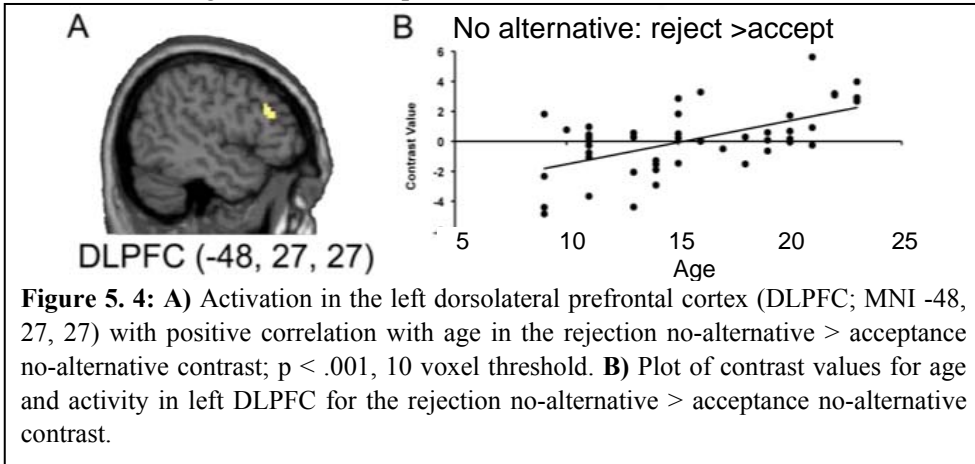 A
B No alternative: reject >accept
6
4
2
0
-2
-4
Contrast Value
5 10 15 20 25
Age
DLPFC (-48, 27, 27)
Figure 5. 4: A) Activation in the left dorsolateral prefrontal cortex (DLPFC; MNI -48,
27, 27) with positive correlation with age in the rejection no-alternative > acceptance
no-alternative contrast; p < .001, 10 voxel threshold. B) Plot of contrast values for age
and activity in left DLPFC for the rejection no-alternative > acceptance no-alternative
contrast.